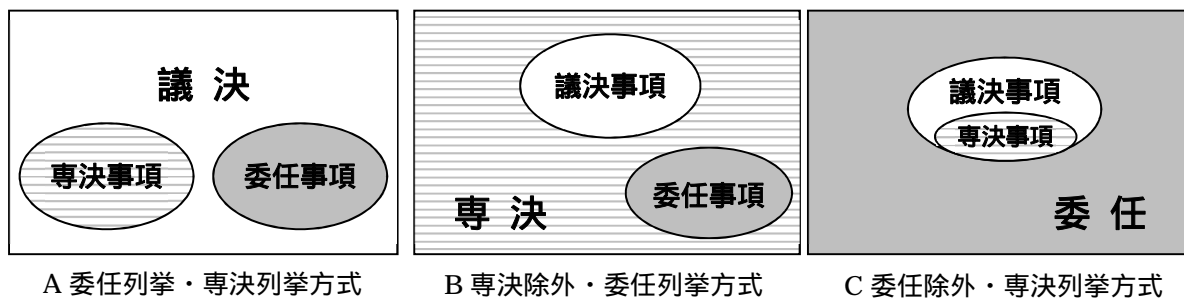 議 決
専決事項
委任事項
A 委任列挙・専決列挙方式
議決事項
委任事項
専 決
B 専決除外・委任列挙方式
議決事項
専決事項
委 任
C 委任除外・専決列挙方式